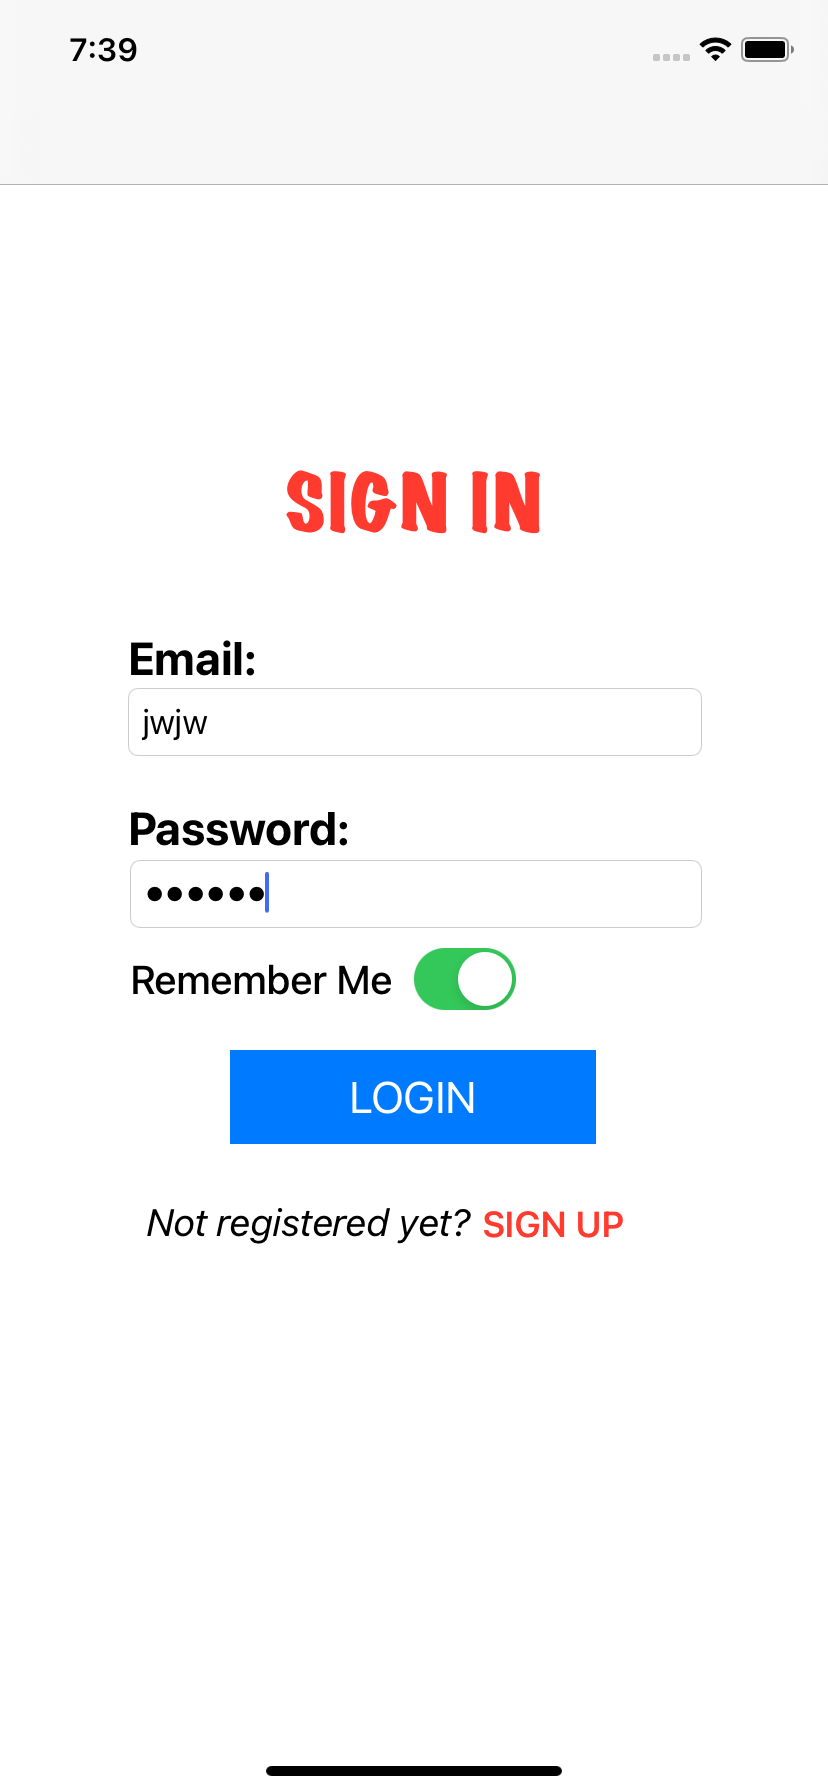 7:39
SIGN IN
Email:
jwjw
Password:
••••••
Remember Me
LOGIN
Not registered yet? SIGN UP